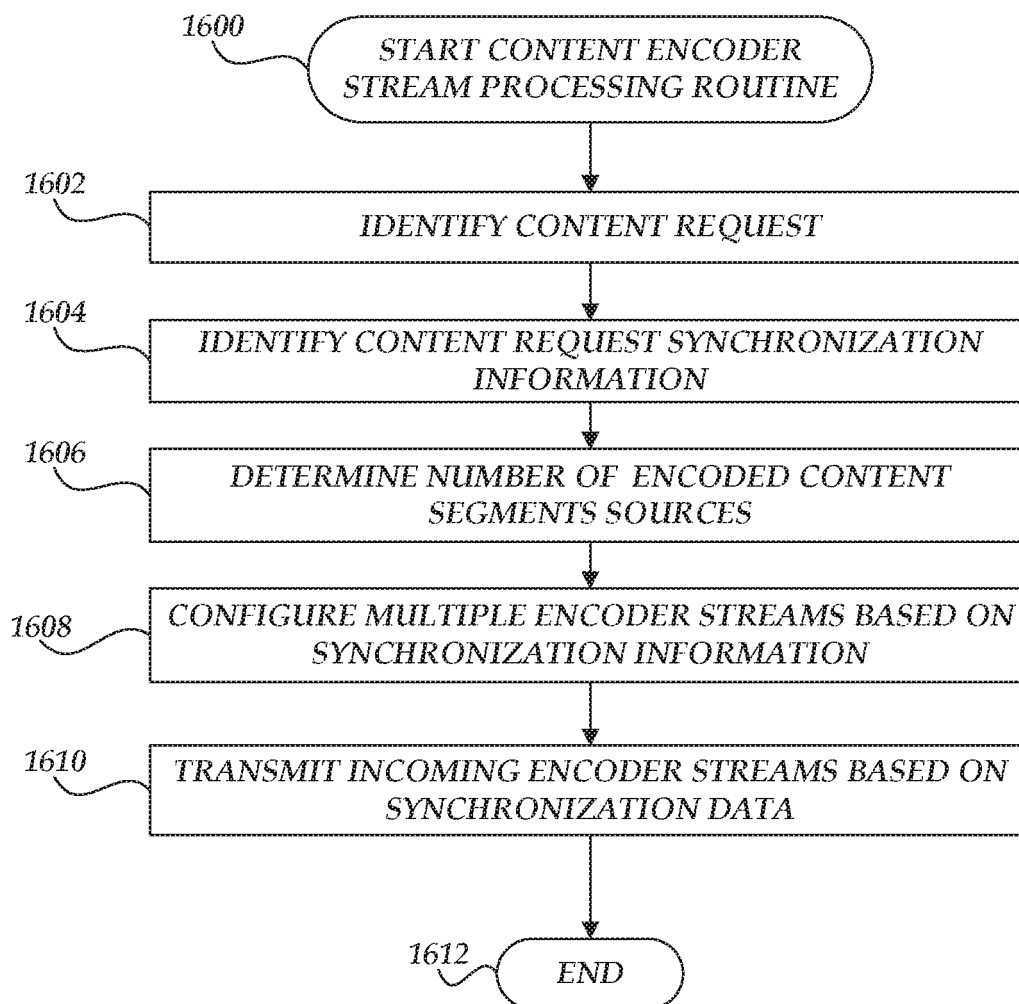 1600
START CONTENT ENCODER
STREAM PROCESSING ROUTINE
1602
IDENTIFY CONTENT REQUEST
1604
IDENTIFY CONTENT REQUEST SYNCHRONIZATION
INFORMATION
1606
DETERMINE NUMBER OF ENCODED CONTENT
SEGMENTS SOURCES
1608
CONFIGURE MULTIPLE ENCODER STREAMS BASED ON
SYNCHRONIZATION INFORMATION
1610
TRANSMIT INCOMING ENCODER STREAMS BASED ON
SYNCHRONIZATION DATA
1612
END